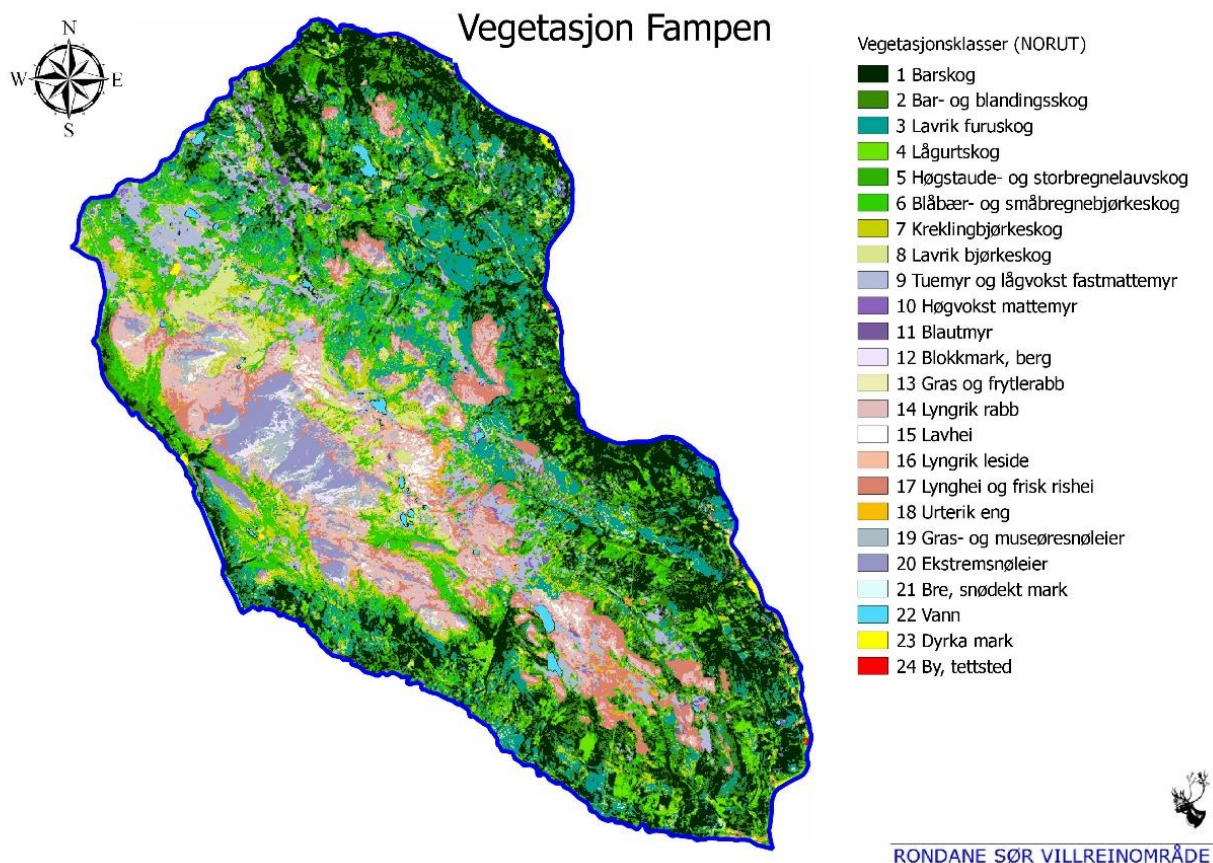 Vegetasjon Fampen
N
W E
S
Vegetasjonsklasser (NORUT)
1 Barskog
2 Bar- og blandingsskog
3 Lavrik furuskog
4 Lågurtskog
5 Høgstaude- og storbregnelauvskog
6 Blåbær- og småbregnebjørkeskog
7 Kreklingbjørkeskog
8 Lavrik bjørkeskog
9 Tuemyr og lågvokst fastmattemyr
10 Høgvokst mattemyr
11 Blautmyr
12 Blokkmark, berg
13 Gras og frytlerabb
14 Lyngrik rabb
15 Lavhei
16 Lyngrik leside
17 Lynghei og frisk rishei
18 Urterik eng
19 Gras- og museøresnøleier
20 Ekstremsnøleier
21 Bre, snødekt mark
22 Vann
23 Dyrka mark
24 By, tettsted
RONDANE SØR VILLREINOMRÅDE